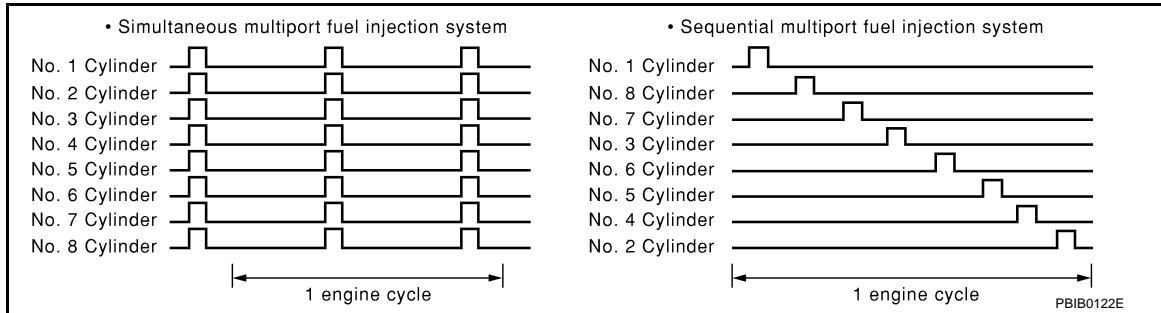 • Simultaneous multiport fuel injection system
No. 1 Cylinder
No. 2 Cylinder
No. 3 Cylinder
No. 4 Cylinder
No. 5 Cylinder
No. 6 Cylinder
No. 7 Cylinder
No. 8 Cylinder
1 engine cycle
• Sequential multiport fuel injection system
No. 1 Cylinder
No. 8 Cylinder
No. 7 Cylinder
No. 3 Cylinder
No. 6 Cylinder
No. 5 Cylinder
No. 4 Cylinder
No. 2 Cylinder
1 engine cycle
PBIB0122E